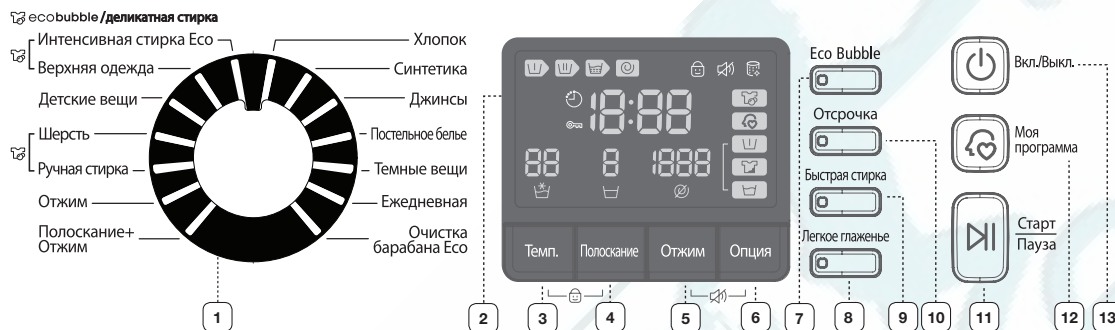 ecobubble/деликатная стирка
Интенсивная стирка Eco
Верхняя одежда
Детские вещи
Шерсть
Ручная стирка
Отжим
Полоскание+
Отжим
Хлопок
Синтетика
Джинсы
Постельное белье
Темные вещи
Ежедневная
Очистка
барабана Eco
18:88
88
8
1888
Темп.
Полоскание
Отжим
Опция
Eco Bubble
Отсрочка
Быстрая стирка
Легкое глаженье
Вкл./Выкл.
Моя
программа
Старт
Пауза
1
2
3
4
5
6
7
8
9
10
11
12
13